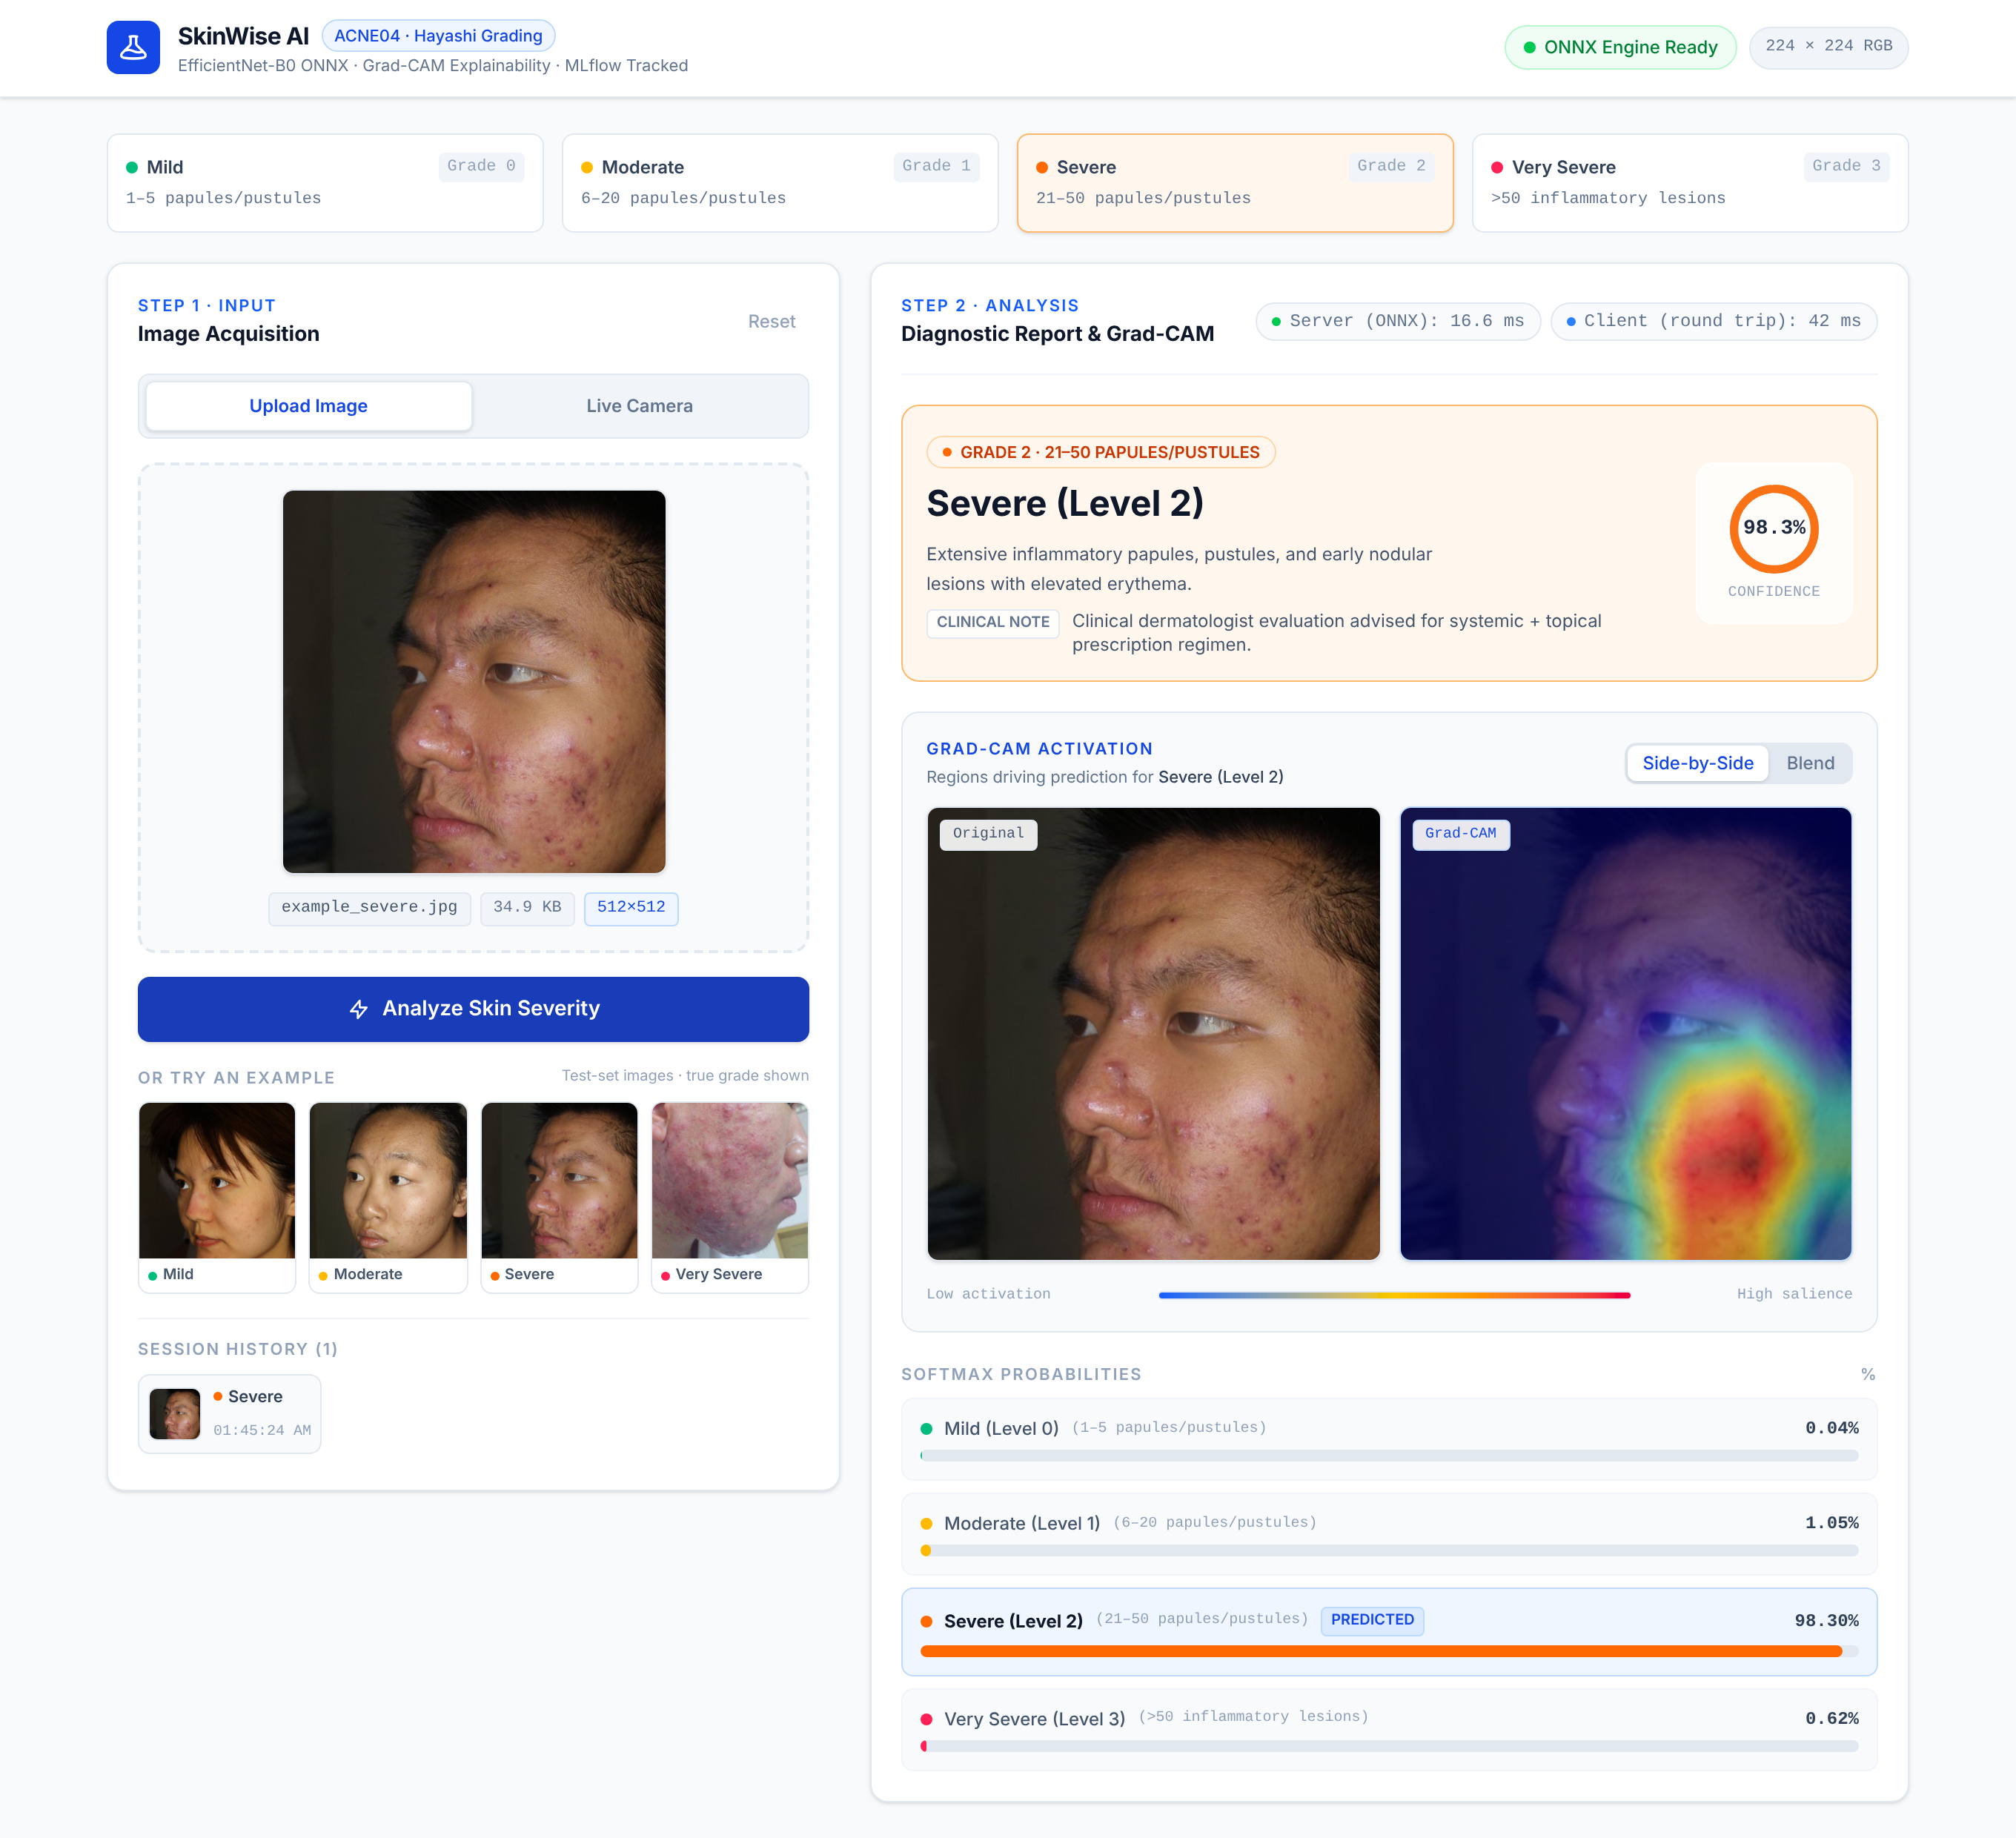 SkinWise AI
ACNE04 · Hayashi Grading
EfficientNet-B0 ONNX · Grad-CAM Explainability · MLflow Tracked
ONNX Engine Ready
224 × 224 RGB
Mild
Grade 0
1–5 papules/pustules
Moderate
Grade 1
6–20 papules/pustules
Severe
Grade 2
21–50 papules/pustules
Very Severe
Grade 3
>50 inflammatory lesions
STEP 1 · INPUT
Image Acquisition
Reset
Upload Image
Live Camera
example_severe.jpg
34.9 KB
512×512
Analyze Skin Severity
OR TRY AN EXAMPLE
Test-set images · true grade shown
Mild
Moderate
Severe
Very Severe
SESSION HISTORY (1)
Severe
01:45:24 AM
STEP 2 · ANALYSIS
Diagnostic Report & Grad-CAM
Server (ONNX): 16.6 ms
Client (round trip): 42 ms
GRADE 2 · 21–50 PAPULES/PUSTULES
Severe (Level 2)
Extensive inflammatory papules, pustules, and early nodular
lesions with elevated erythema.
CLINICAL NOTE
Clinical dermatologist evaluation advised for systemic + topical
prescription regimen.
98.3%
CONFIDENCE
GRAD-CAM ACTIVATION
Regions driving prediction for Severe (Level 2)
Side-by-Side
Blend
Original
Grad-CAM
Low activation
High salience
SOFTMAX PROBABILITIES
%
Mild (Level 0) (1–5 papules/pustules) 0.04%
Moderate (Level 1) (6–20 papules/pustules) 1.05%
Severe (Level 2) (21–50 papules/pustules) PREDICTED 98.30%
Very Severe (Level 3) (>50 inflammatory lesions) 0.62%